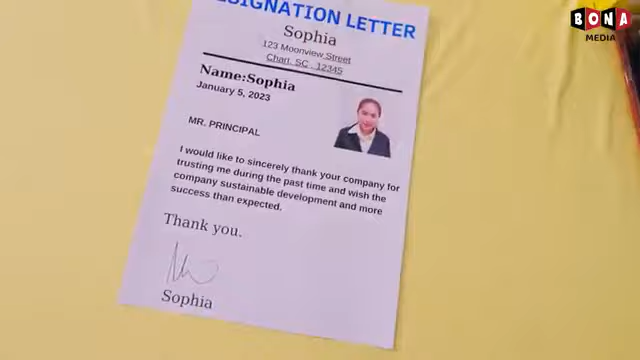 ESIGNATION LETTER
Sophia
123 Moonview Street
Charl, SC , 12345
Name:Sophia
January 5, 2023
MR. PRINCIPAL
I would like to sincerely thank your company for
trusting me during the past time and wish the
company sustainable development and more
success than expected.
Thank you.
Sophia
BONA
MEDIA